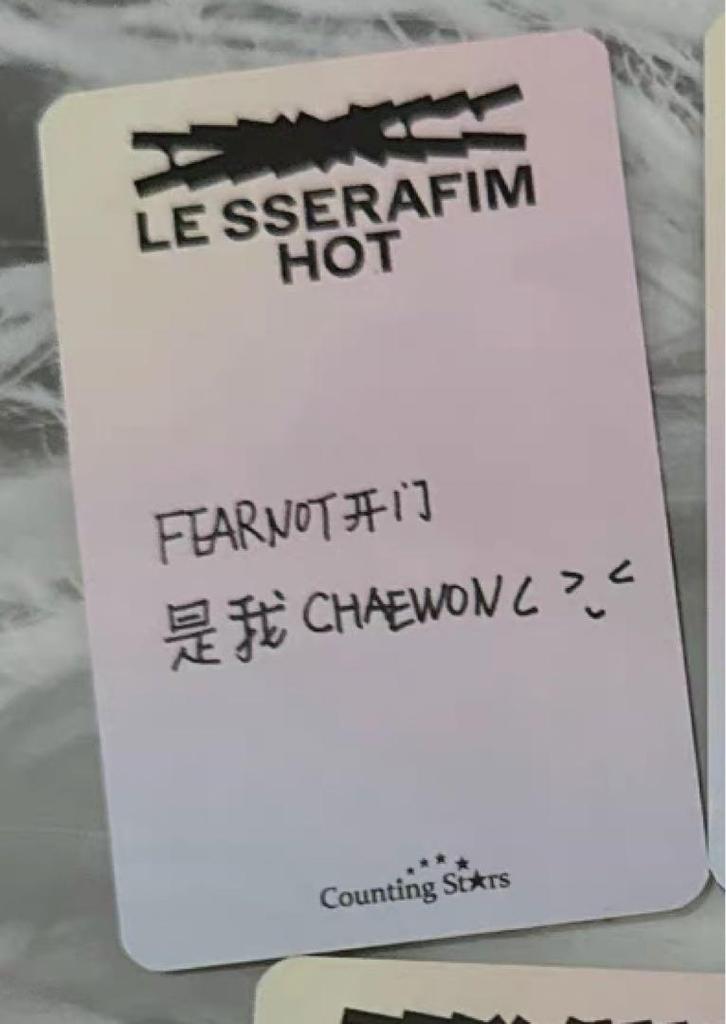 LE SSERAFIM
HOT
FEARNOT开门
是我CHAEWON ( >◡<
Counting Stars